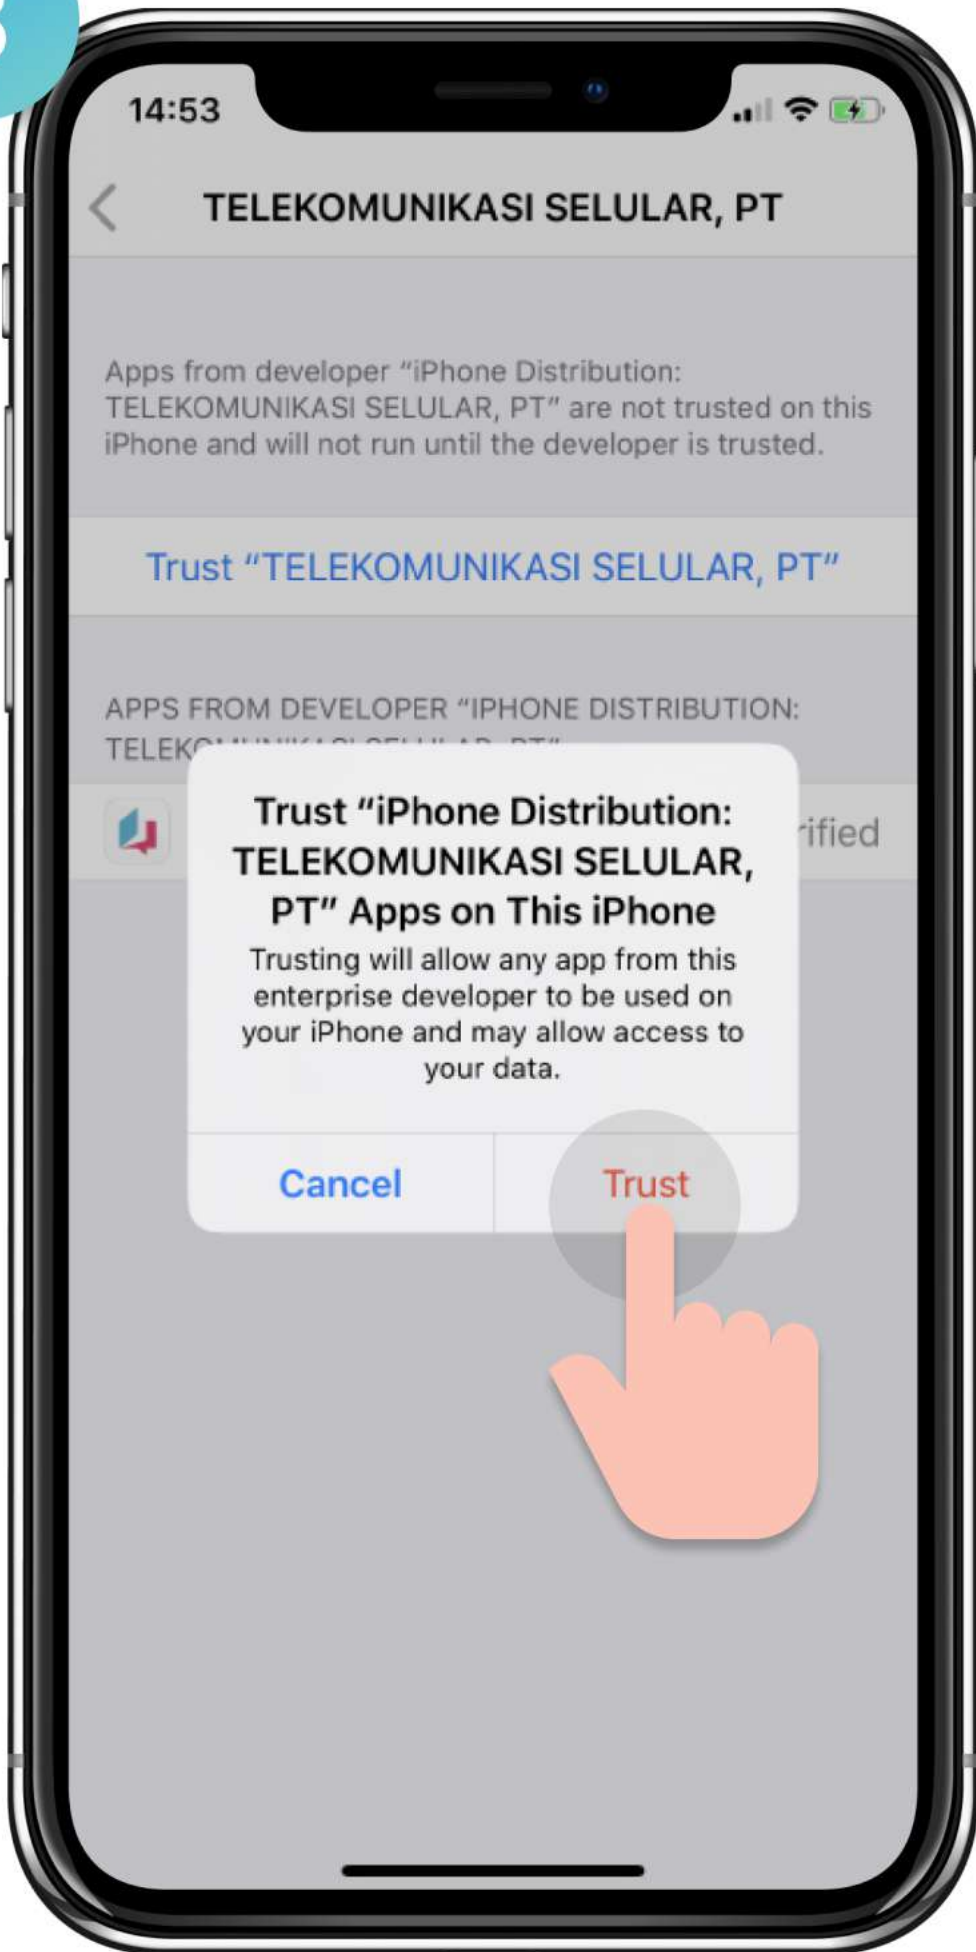 14:53
TELEKOMUNIKASI SELULAR, PT
Apps from developer “iPhone Distribution:
TELEKOMUNIKASI SELULAR, PT” are not trusted on this
iPhone and will not run until the developer is trusted.
Trust “TELEKOMUNIKASI SELULAR, PT”
APPS FROM DEVELOPER “IPHONE DISTRIBUTION:
Trust “iPhone Distribution:
TELEKOMUNIKASI SELULAR,
PT” Apps on This iPhone
Trusting will allow any app from this
enterprise developer to be used on
your iPhone and may allow access to
your data.
Cancel
Trust